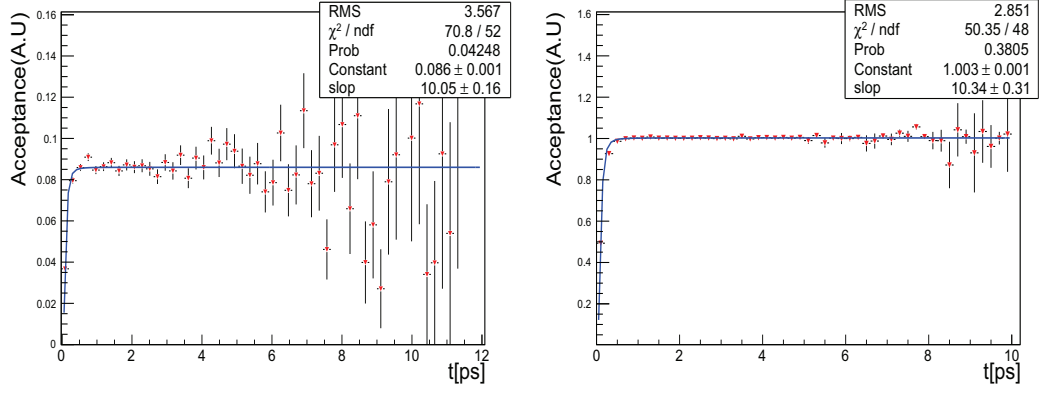 RMS 3.567
χ² / ndf 70.8 / 52
Prob 0.04248
Constant 0.086 ± 0.001
slop 10.05 ± 0.16
Acceptance(A.U)
0.16
0.14
0.12
0.1
0.08
0.06
0.04
0.02
0
0 2 4 6 8 10 12
t[ps]
RMS 2.851
χ² / ndf 50.35 / 48
Prob 0.3805
Constant 1.003 ± 0.001
slop 10.34 ± 0.31
Acceptance(A.U)
1.6
1.4
1.2
1.0
0.8
0.6
0.4
0.2
0 2 4 6 8 10
t[ps]